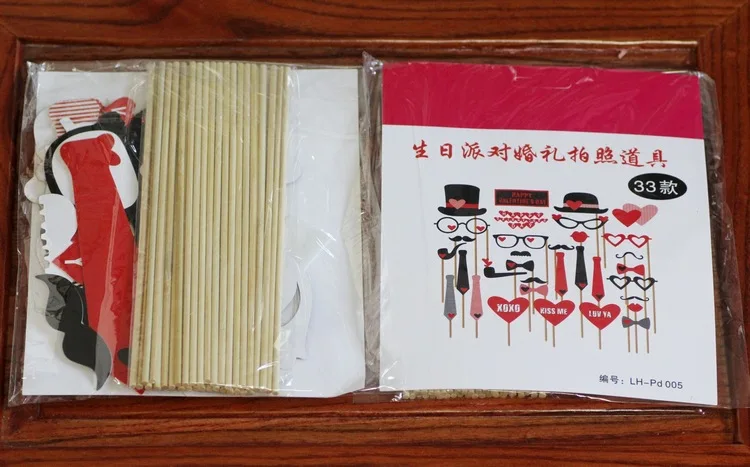 生日派对婚礼拍照道具
33款
HAPPY
VALENTINE'S DAY
XOXO
KISS ME
LUV YA
编号：LH-Pd 005